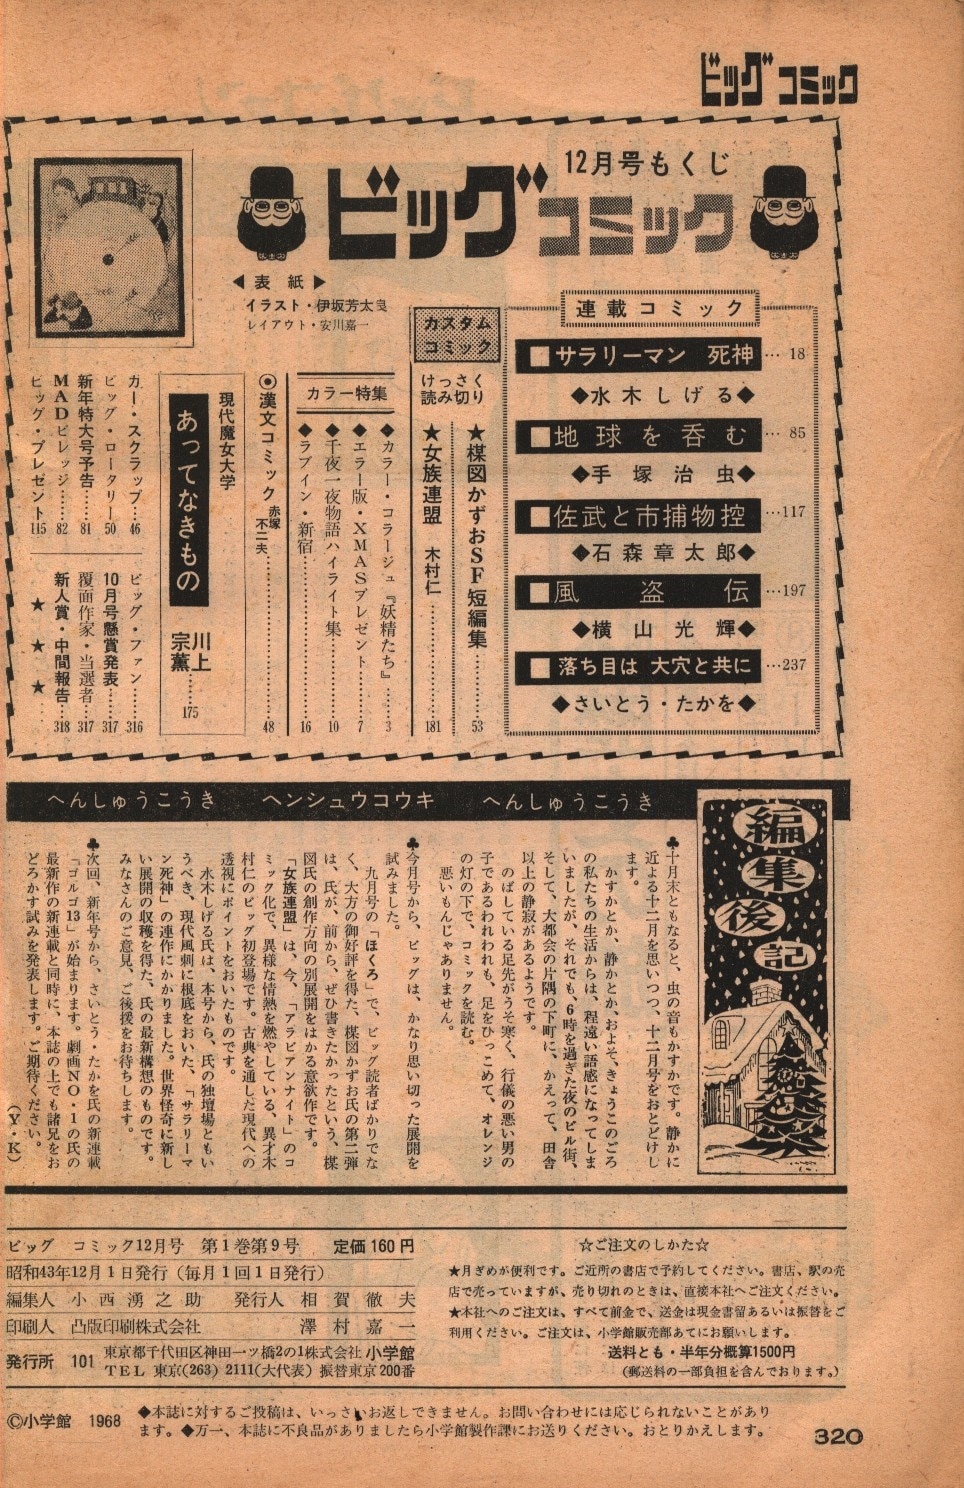 ビッグコミック
12月号もくじ
ビッグコミック
◀表紙▶
イラスト・伊坂芳太良
レイアウト・安川嘉一
連載コミック
■サラリーマン 死神…18
◆水木しげる◆
■地球を呑む…85
◆手塚治虫◆
■佐武と市捕物控…117
◆石森章太郎◆
■風盗伝…197
◆横山光輝◆
■落ち目は 大穴と共に…237
◆さいとう・たかを◆
カスタムコミック
けっさく読み切り
★楳図かずおSF短編集…………53
★女族連盟 木村仁…………181
カラー特集
◆カラー・コラージュ『妖精たち』…3
◆エラー版・XMASプレゼント…7
◆千夜一夜物語ハイライト集…10
◆ラブイン・新宿…………16
◉漢文コミック 赤塚不二夫…………48
現代魔女大学
あってなきもの
川上宗薫……175
カー・スクラップ…46
ビッグ・ロータリー…50
新年特大号予告……81
MADビレッジ……82
ビッグ・プレゼント…115
ビッグ・ファン……316
10月号懸賞発表……317
覆面作家・当選者…317
新人賞・中間報告…318
★ ★ ★
へんしゅうこうき ヘンシュウコウキ へんしゅうこうき
編集後記
♣十月末ともなると、虫の音もかすかです。静かに
近よる十二月を思いつつ、十二月号をおとどけし
ます。
かすかとか、静かとか、およそ、きょうこのごろ
の私たちの生活からは、程遠い語感になってしま
いましたが、それでも、6時を過ぎた夜のビル街、
そして、大都会の片隅の下町に、かえって、田舎
以上の静寂があるようです。
のばしている足先がうそ寒く、行儀の悪い男の
子であるわれわれも、足をひっこめて、オレンジ
の灯の下で、コミックを読む。
悪いもんじゃありません。
♣今月号から、ビッグは、かなり思い切った展開を
試みました。
九月号の「ほくろ」で、ビッグ読者ばかりでな
く、大方の御好評を得た、楳図かずお氏の第二弾
は、氏が、前から、ぜひ書きたかったという、楳
図氏の創作方向の別展開をはかる意欲作です。
「女族連盟」は、今、「アラビアンナイト」のコ
ミック化で、異様な情熱を燃やしている、異才木
村仁のビッグ初登場です。古典を通した現代への
透視にポイントをおいたものです。
水木しげる氏は、本号から、氏の独壇場ともい
うべき、現代風刺に根底をおいた、「サラリーマ
ン死神」の連作にかかりました。世界怪奇に新し
い展開の収穫を得た、氏の最新構想のものです。
みなさんのご意見、ご後援をお待ちします。
♣次回、新年号から、さいとう・たかを氏の新連載
「ゴルゴ13」が始まります。劇画NO・1の氏の
最新作の新連載と同時に、本誌の上でも諸兄をお
どろかす試みを発表します。ご期待ください。
(Y・K)
ビッグ コミック12月号 第1巻第9号 定価160円
昭和43年12月1日発行(毎月1回1日発行)
編集人 小西湧之助 発行人 相賀徹夫
印刷人 凸版印刷株式会社 澤村嘉一
発行所 101 東京都千代田区神田一ッ橋2の1株式会社 小学館
TEL 東京(263) 2111(大代表) 振替東京200番
☆ご注文のしかた☆
★月ぎめが便利です。ご近所の書店で予約してください。書店、駅の売
店で売っていますが、売り切れのときは、直接本社へご注文ください。
★本社へのご注文は、すべて前金で、送金は現金書留あるいは振替をご
利用ください。ご注文は、小学館販売部あてにお願いします。
送料とも・半年分概算1500円
(郵送料の一部負担を含んでおります。)
©小学館 1968
◆本誌に対するご投稿は、いっさいお返しできません。お問い合わせには応じられないことがあり
ます。◆万一、本誌に不良品がありましたら小学館製作課にお送りください。おとりかえします。
320